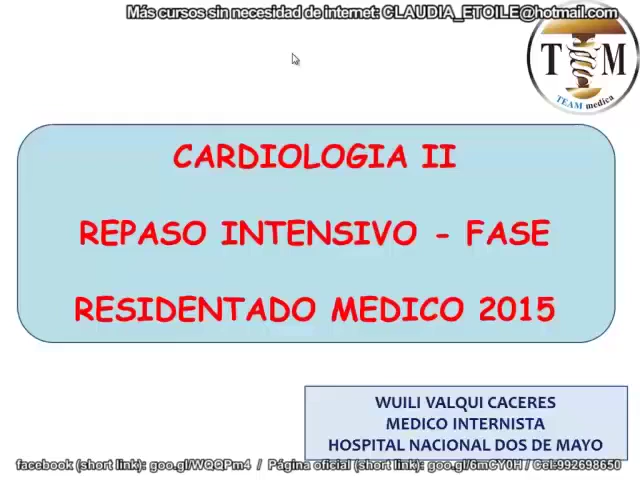 Más cursos sin necesidad de internet: CLAUDIA_ETOILE@hotmail.com
T M
TEAM medica
CARDIOLOGIA II
REPASO INTENSIVO - FASE
RESIDENTADO MEDICO 2015
WUILI VALQUI CACERES
MEDICO INTERNISTA
HOSPITAL NACIONAL DOS DE MAYO
facebook (short link): goo.gl/WQQPm4 / Página oficial (short link): goo.gl/6mCY0H / Cel:992698650